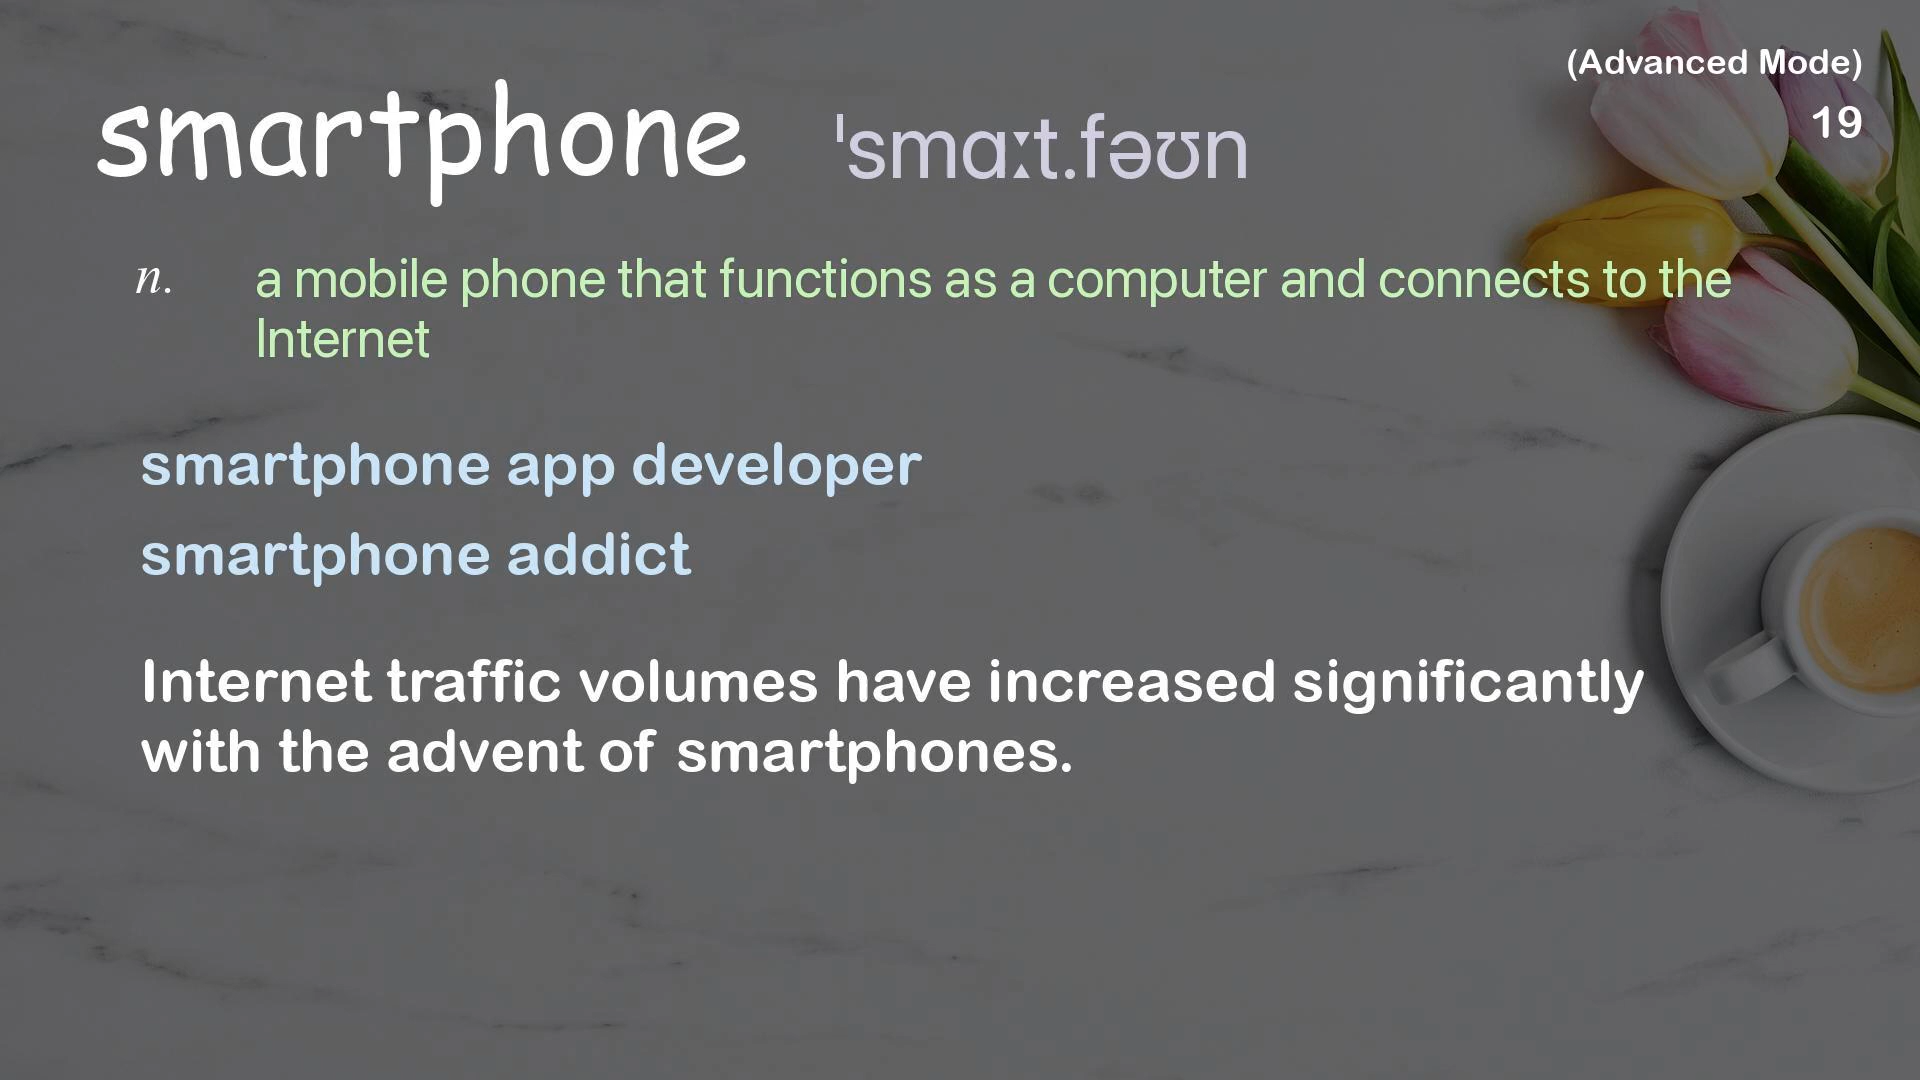 (Advanced Mode)
smartphone ˈsmɑːt.fəʊn
19
n. a mobile phone that functions as a computer and connects to the
Internet
smartphone app developer
smartphone addict
Internet traffic volumes have increased significantly
with the advent of smartphones.